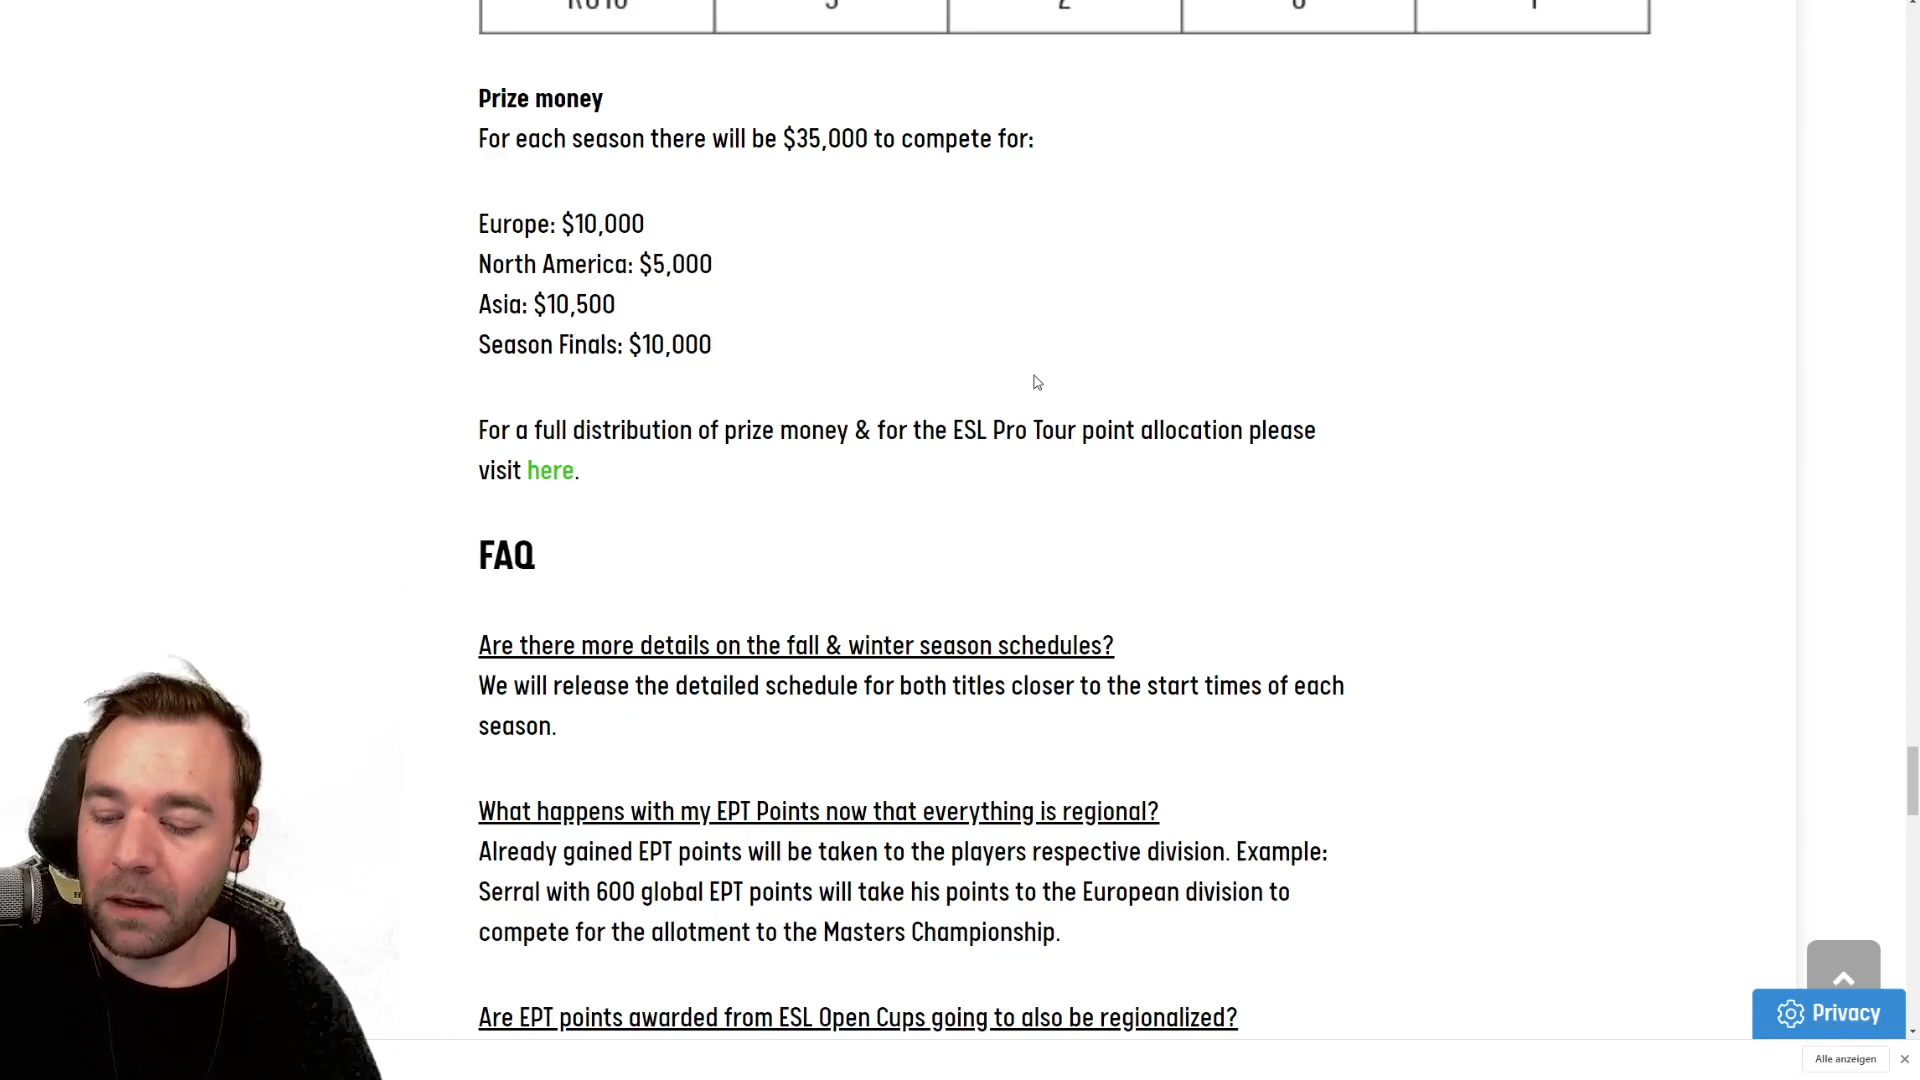 Prize money
For each season there will be $35,000 to compete for:
Europe: $10,000
North America: $5,000
Asia: $10,500
Season Finals: $10,000
For a full distribution of prize money & for the ESL Pro Tour point allocation please
visit here.
FAQ
Are there more details on the fall & winter season schedules?
We will release the detailed schedule for both titles closer to the start times of each
season.
What happens with my EPT Points now that everything is regional?
Already gained EPT points will be taken to the players respective division. Example:
Serral with 600 global EPT points will take his points to the European division to
compete for the allotment to the Masters Championship.
Are EPT points awarded from ESL Open Cups going to also be regionalized?
Privacy
Alle anzeigen